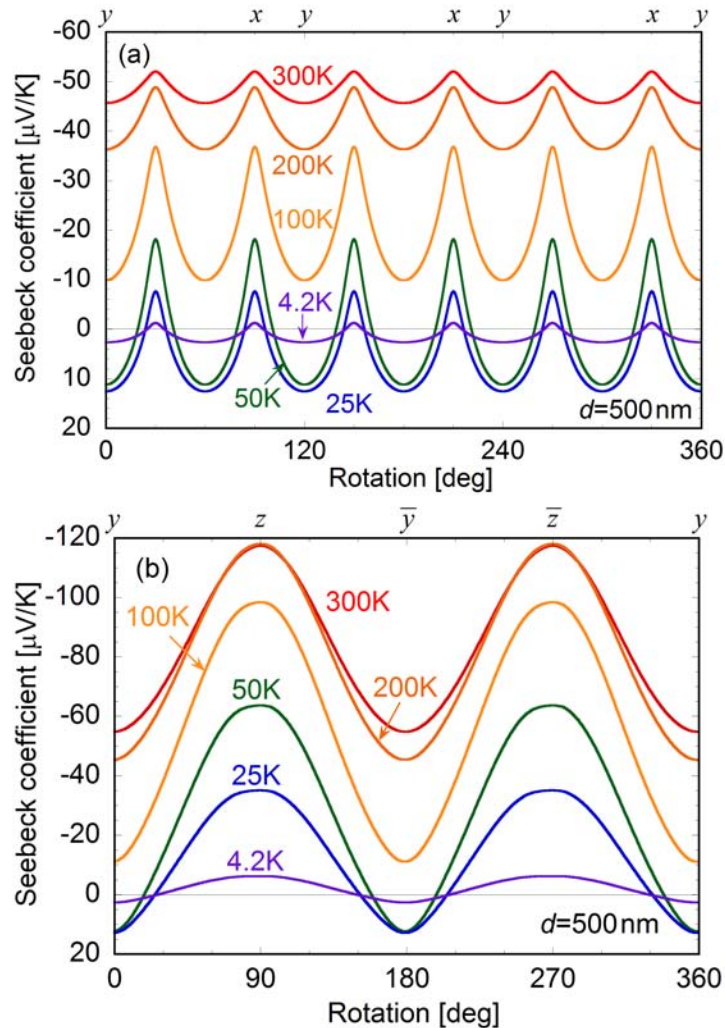 y x y x y x y
-60
(a)
-50
300K
-40
200K
-30
100K
-20
-10
4.2K
0
10
50K 25K
d=500nm
20
0 120 240 360
Rotation [deg]
Seebeck coefficient [µV/K]
y z y̅ z̅ y
-120
(b)
300K
-100
100K
-80
200K
50K
-60
-40
25K
-20
4.2K
0
d=500nm
20
0 90 180 270 360
Rotation [deg]
Seebeck coefficient [µV/K]